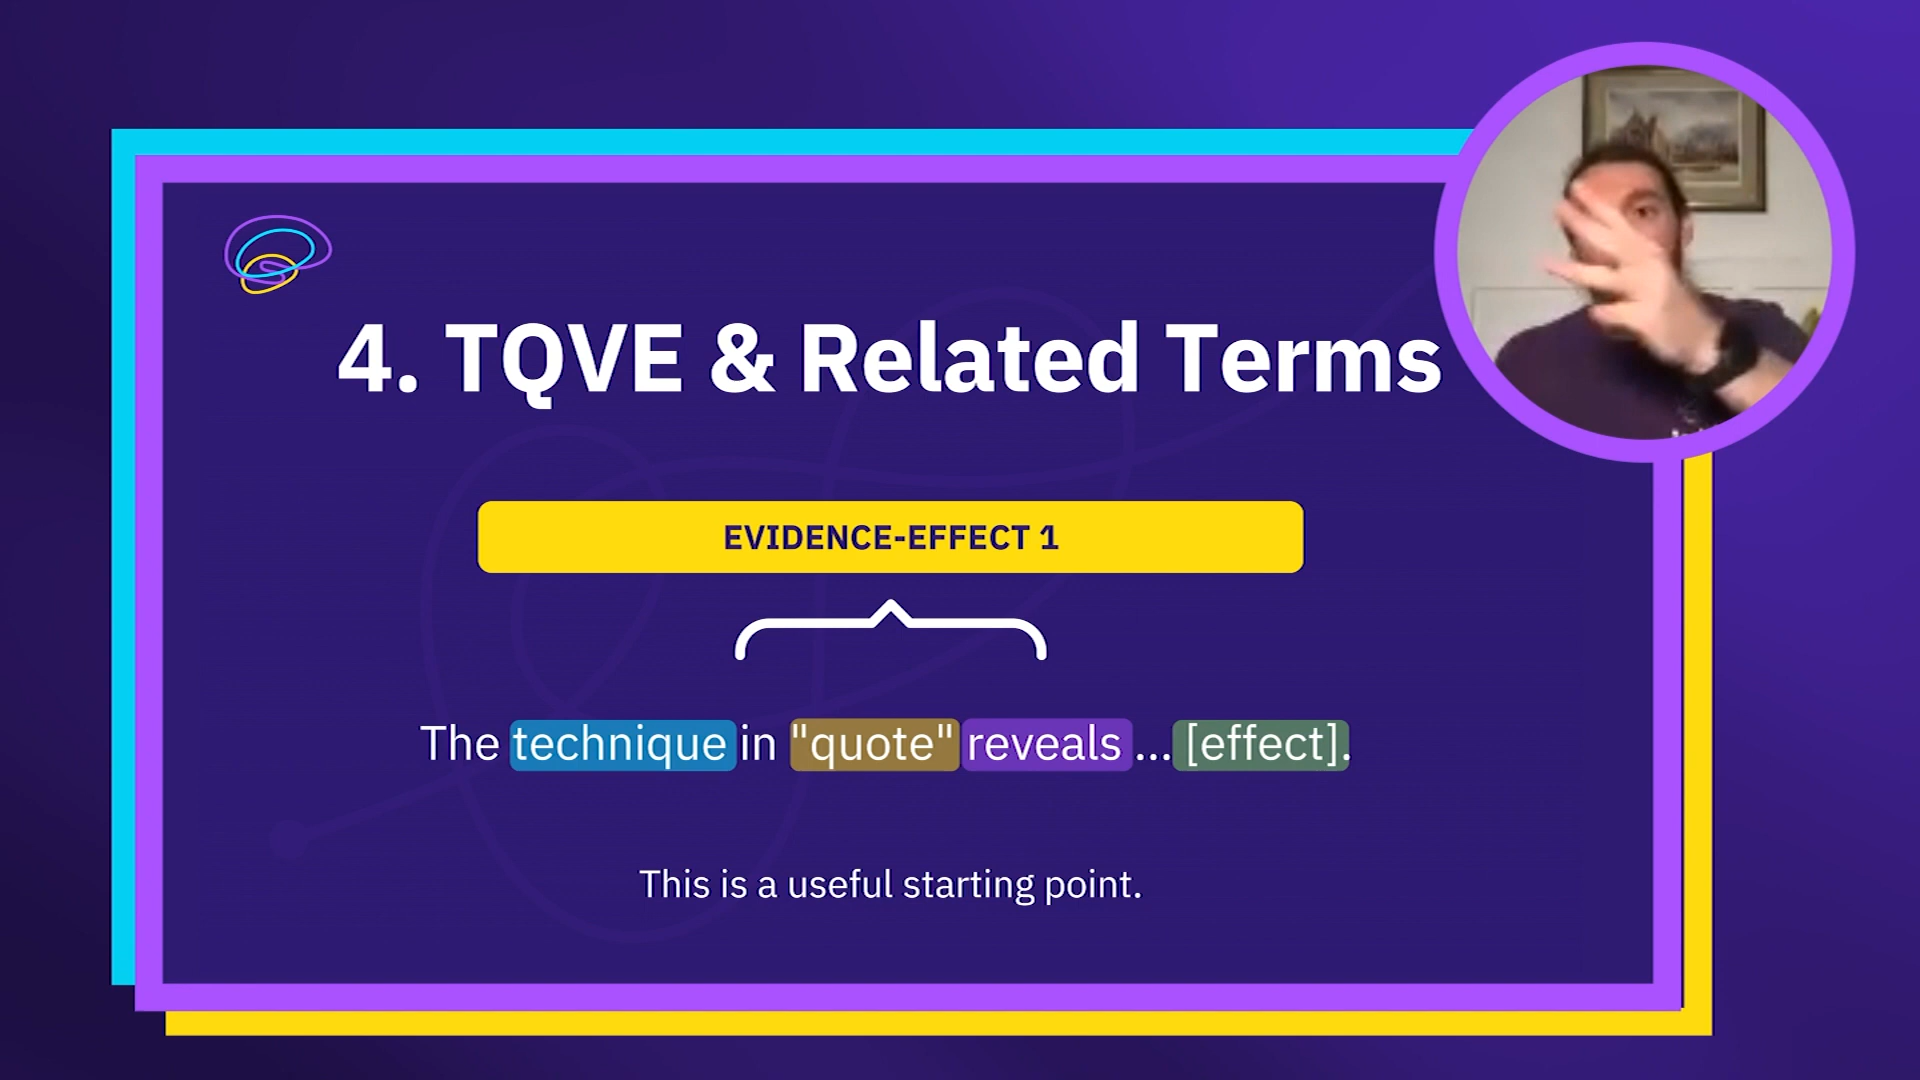 4. TQVE & Related Terms
EVIDENCE-EFFECT 1
The technique in "quote" reveals ... [effect].
This is a useful starting point.